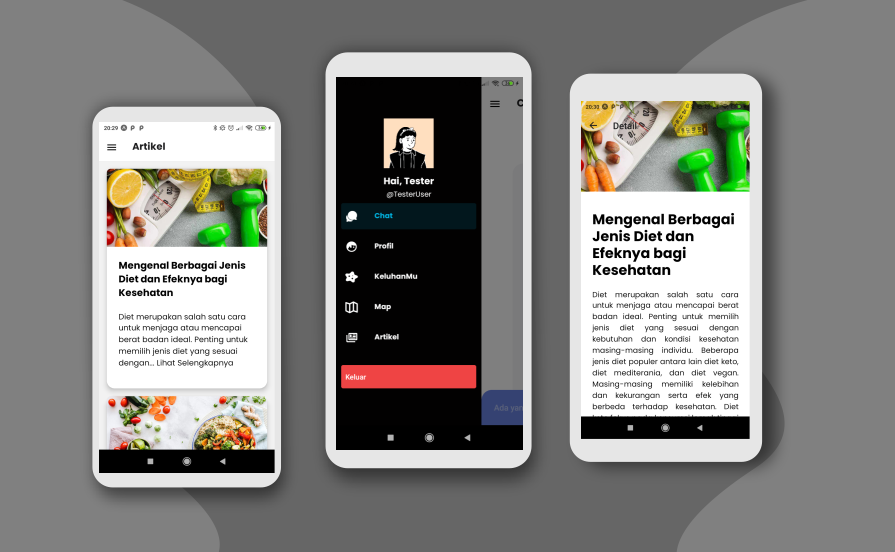 20:29
Artikel
Mengenal Berbagai Jenis
Diet dan Efeknya bagi
Kesehatan
Diet merupakan salah satu cara
untuk menjaga atau mencapai
berat badan ideal. Penting untuk
memilih jenis diet yang sesuai
dengan... Lihat Selengkapnya
Hai, Tester
@TesterUser
Chat
Profil
KeluhanMu
Map
Artikel
Keluar
Ada yan
20:30
Detail
Mengenal Berbagai
Jenis Diet dan
Efeknya bagi
Kesehatan
Diet merupakan salah satu cara
untuk menjaga atau mencapai berat
badan ideal. Penting untuk memilih
jenis diet yang sesuai dengan
kebutuhan dan kondisi kesehatan
masing-masing individu. Beberapa
jenis diet populer antara lain diet keto,
diet mediterania, dan diet vegan.
Masing-masing memiliki kelebihan
dan kekurangan serta efek yang
berbeda terhadap kesehatan. Diet